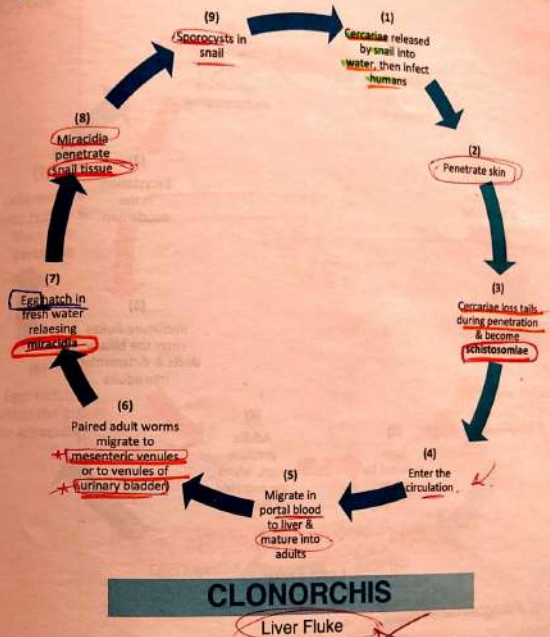 (1)
Cercariae released
by snail into
water, then infect
humans
(2)
Penetrate skin
(3)
Cercariae loss tails
during penetration
& become
schistosomiae
(4)
Enter the
circulation
(5)
Migrate in
portal blood
to liver &
mature into
adults
(6)
Paired adult worms
migrate to
mesenteric venules
or to venules of
urinary bladder)
(7)
Egg hatch in
fresh water
relaesing
miracidia
(8)
Miracidia
penetrate
snail tissue
(9)
Sporocysts in
snail
CLONORCHIS
Liver Fluke